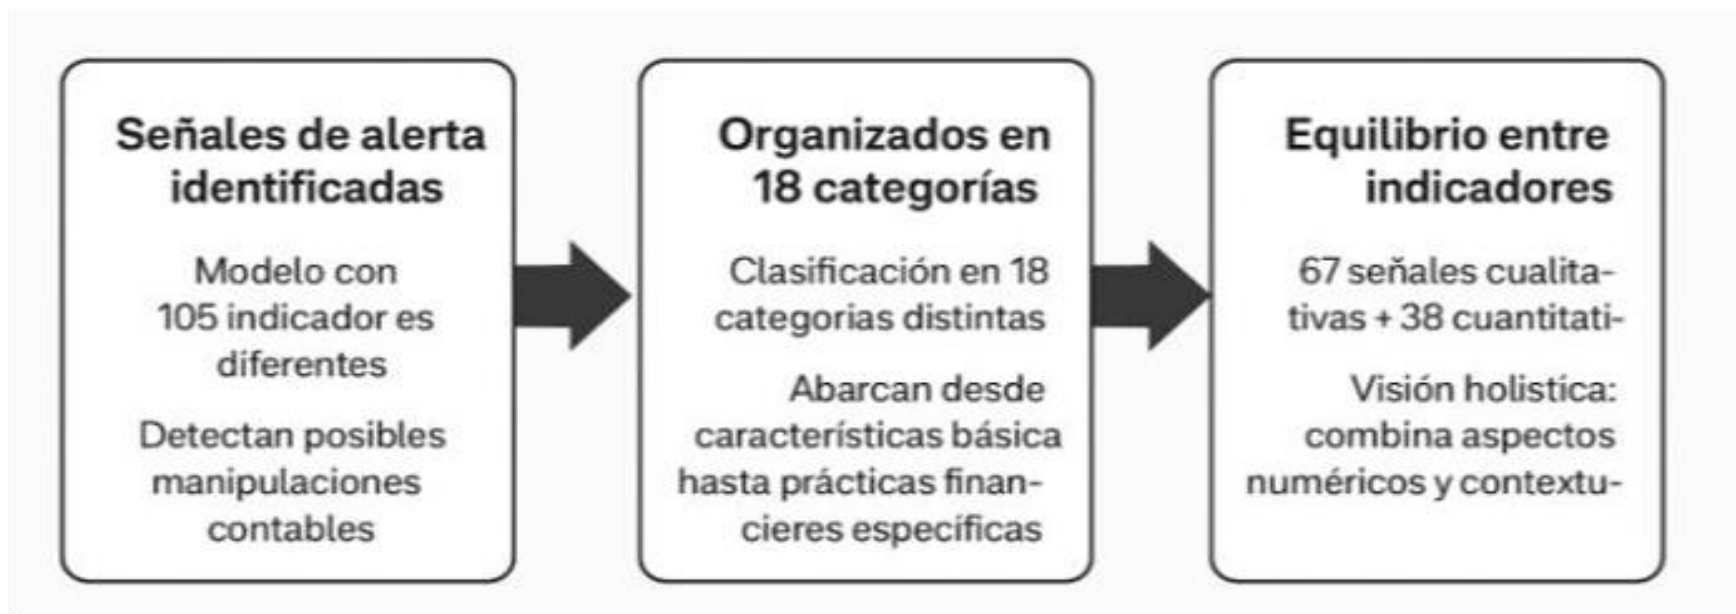 Señales de alerta
identificadas
Modelo con
105 indicador es
diferentes
Detectan posibles
manipulaciones
contables
Organizados en
18 categorías
Clasificación en 18
categorias distintas
Abarcan desde
características básica
hasta prácticas finan-
cieres específicas
Equilibrio entre
indicadores
67 señales cualita-
tivas + 38 cuantitati-
Visión holistíca:
combina aspectos
numéricos y contextu-